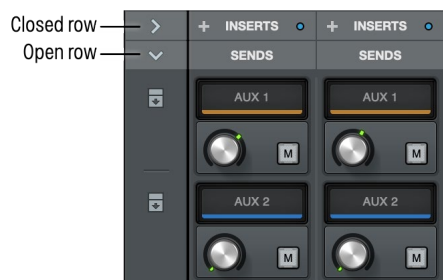 Closed row
+ INSERTS + INSERTS
Open row
SENDS SENDS
AUX 1 AUX 1
M M
AUX 2 AUX 2
M M